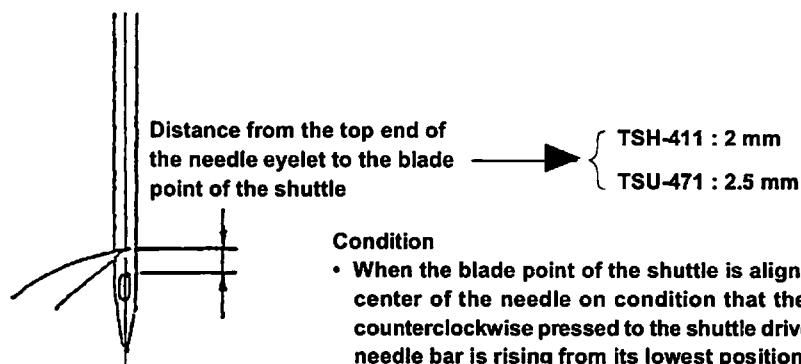 Distance from the top end of
the needle eyelet to the blade
point of the shuttle
TSH-411 : 2 mm
TSU-471 : 2.5 mm
Condition
• When the blade point of the shuttle is align
center of the needle on condition that the
counterclockwise pressed to the shuttle drive
needle bar is rising from its lowest position